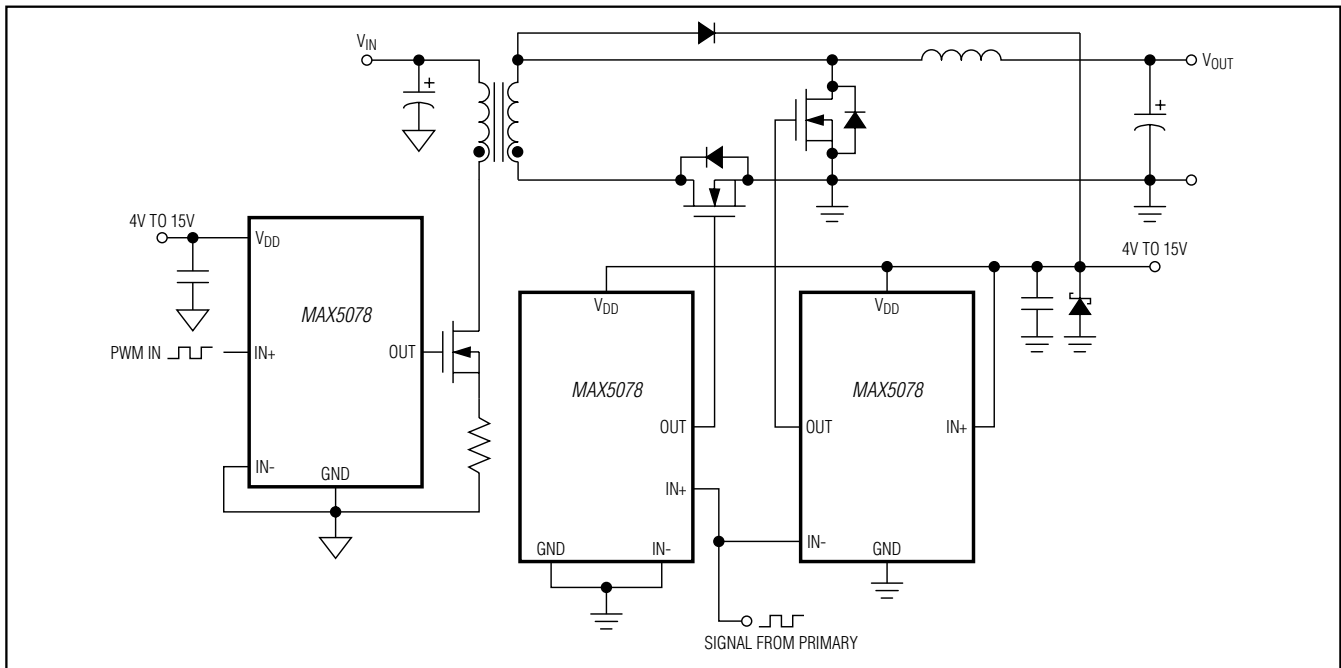 V_IN
+
V_OUT
+
4V TO 15V
V_DD
MAX5078
PWM IN
IN+
OUT
IN-
GND
4V TO 15V
V_DD
MAX5078
OUT
IN+
GND
IN-
V_DD
MAX5078
OUT
IN+
IN-
GND
SIGNAL FROM PRIMARY